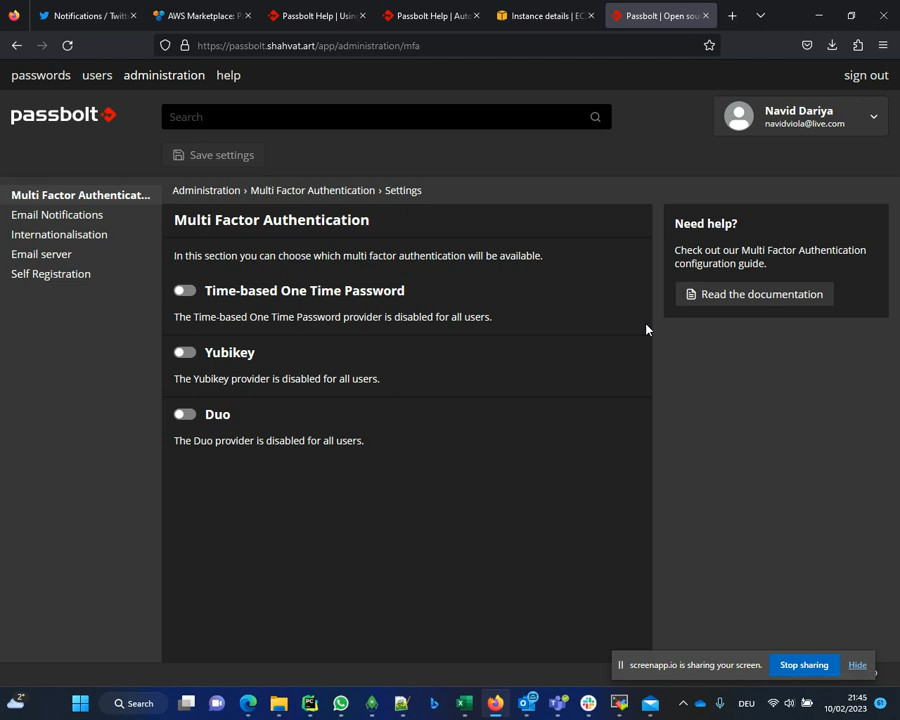 Notifications / Twitt
AWS Marketplace: P
Passbolt Help | Usin
Passbolt Help | Auto
Instance details | EC
Passbolt | Open sou
https://passbolt.shahvat.art/app/administration/mfa
passwords users administration help sign out
passbolt
Search
Navid Dariya
navidviola@live.com
Save settings
Multi Factor Authenticat...
Email Notifications
Internationalisation
Email server
Self Registration
Administration › Multi Factor Authentication › Settings
Multi Factor Authentication
In this section you can choose which multi factor authentication will be available.
Time-based One Time Password
The Time-based One Time Password provider is disabled for all users.
Yubikey
The Yubikey provider is disabled for all users.
Duo
The Duo provider is disabled for all users.
Need help?
Check out our Multi Factor Authentication
configuration guide.
Read the documentation
screenapp.io is sharing your screen. Stop sharing Hide
2°
Search
DEU
21:45
10/02/2023
61